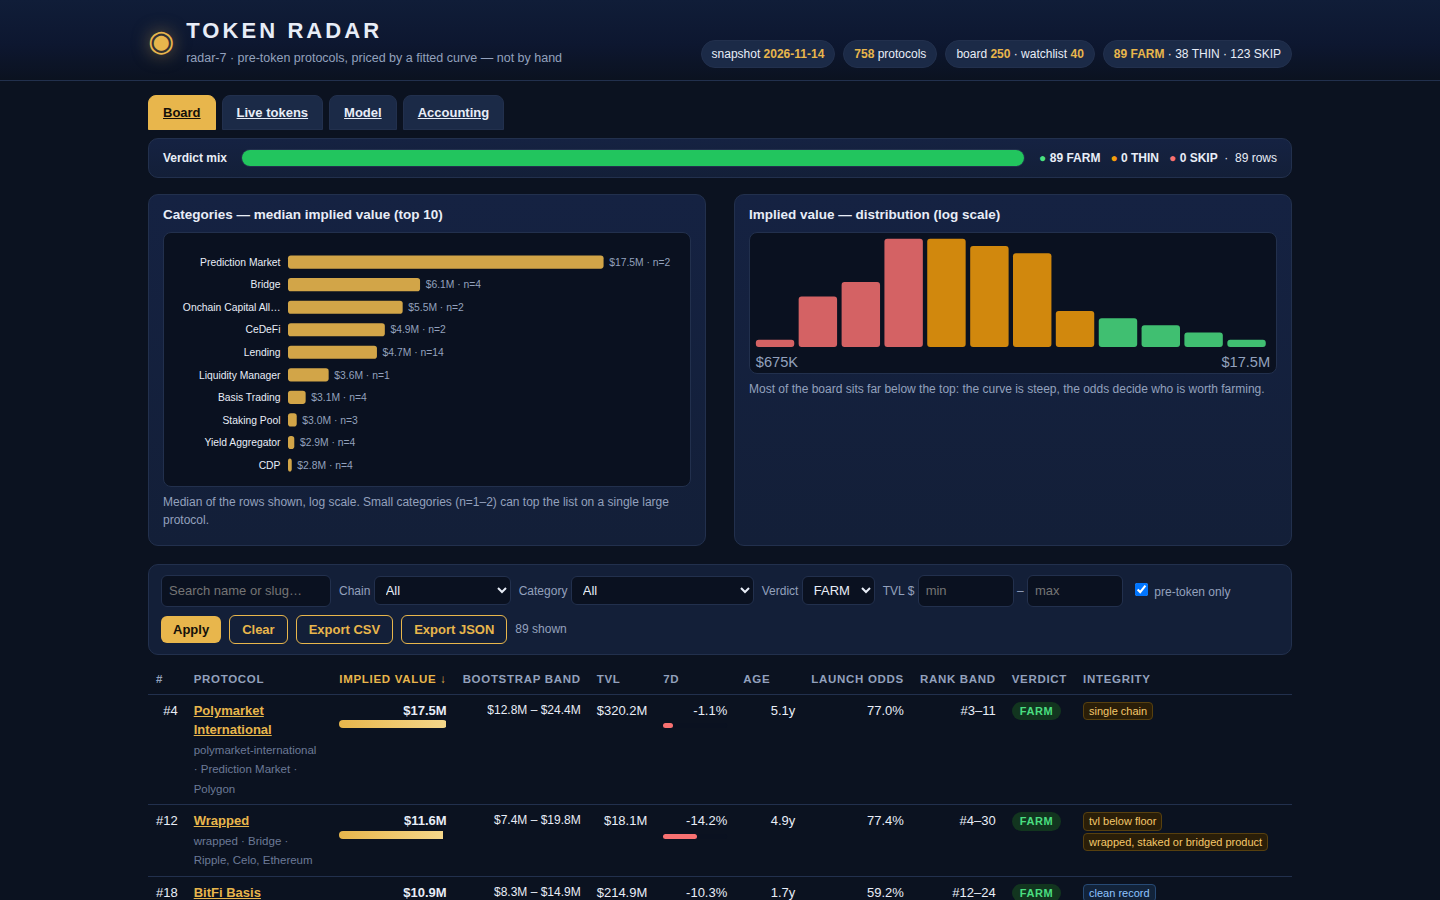 TOKEN RADAR
radar-7 · pre-token protocols, priced by a fitted curve — not by hand
snapshot 2026-11-14
758 protocols
board 250 · watchlist 40
89 FARM · 38 THIN · 123 SKIP
Board
Live tokens
Model
Accounting
Verdict mix
● 89 FARM ● 0 THIN ● 0 SKIP · 89 rows
Categories — median implied value (top 10)
Prediction Market $17.5M · n=2
Bridge $6.1M · n=4
Onchain Capital All… $5.5M · n=2
CeDeFi $4.9M · n=2
Lending $4.7M · n=14
Liquidity Manager $3.6M · n=1
Basis Trading $3.1M · n=4
Staking Pool $3.0M · n=3
Yield Aggregator $2.9M · n=4
CDP $2.8M · n=4
Median of the rows shown, log scale. Small categories (n=1–2) can top the list on a single large
protocol.
Implied value — distribution (log scale)
$675K $17.5M
Most of the board sits far below the top: the curve is steep, the odds decide who is worth farming.
Search name or slug… Chain All Category All Verdict FARM TVL $ min – max pre-token only
Apply Clear Export CSV Export JSON 89 shown
# PROTOCOL IMPLIED VALUE ↓ BOOTSTRAP BAND TVL 7D AGE LAUNCH ODDS RANK BAND VERDICT INTEGRITY
#4 Polymarket $17.5M $12.8M – $24.4M $320.2M -1.1% 5.1y 77.0% #3–11 FARM single chain
International
polymarket-international
· Prediction Market ·
Polygon
#12 Wrapped $11.6M $7.4M – $19.8M $18.1M -14.2% 4.9y 77.4% #4–30 FARM tvl below floor
wrapped · Bridge · wrapped, staked or bridged product
Ripple, Celo, Ethereum
#18 BitFi Basis $10.9M $8.3M – $14.9M $214.9M -10.3% 1.7y 59.2% #12–24 FARM clean record